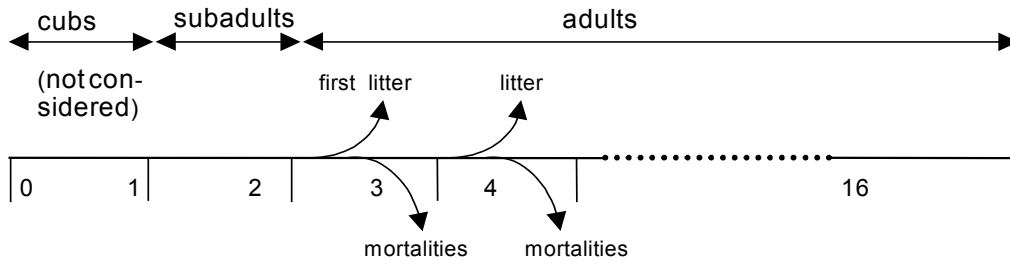 cubs subadults adults
(not con-
sidered)
first litter litter
0 1 2 3 4 16
mortalities mortalities